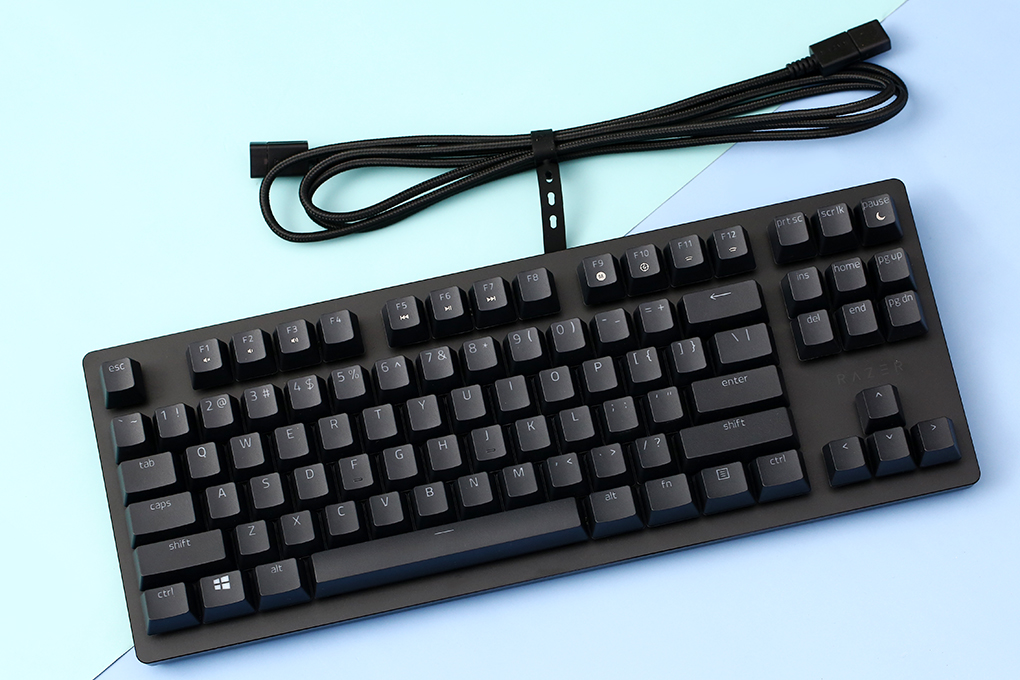 esc F1 F2 F3 F4 F5 F6 F7 F8 F9 F10 F11 F12 prt sc scr lk pause
` ~ 1 ! 2 @ 3 # 4 $ 5 % 6 ^ 7 & 8 * 9 ( 0 ) - _ = + ← ins home pg up
tab Q W E R T Y U I O P [ { ] } \ | del end pg dn
caps A S D F G H J K L ; : ' " enter
RAZER
shift Z X C V B N M , < . > / ? shift ^
ctrl alt alt fn ctrl < ˅ >